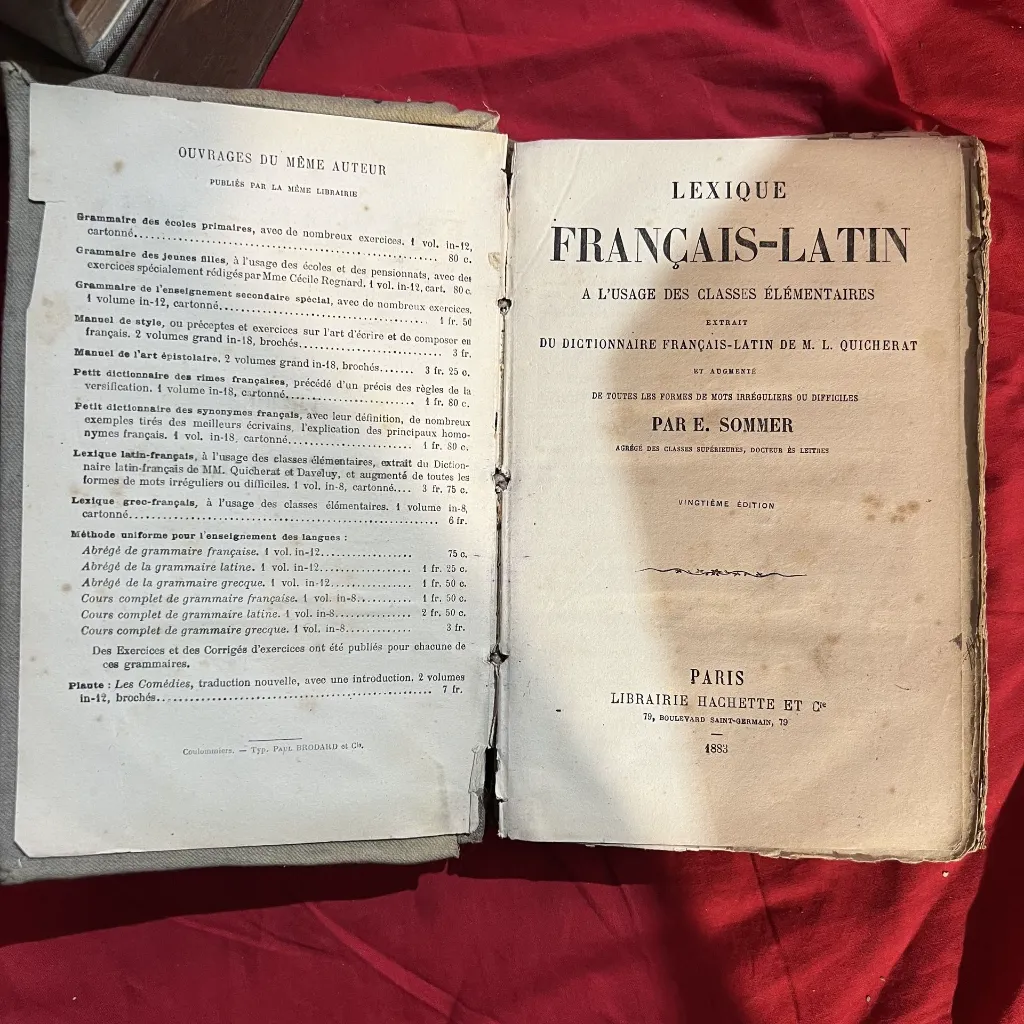 OUVRAGES DU MÊME AUTEUR
PUBLIÉS PAR LA MÊME LIBRAIRIE
Grammaire des écoles primaires, avec de nombreux exercices. 1 vol. in-12,
cartonné........ 80 c.
Grammaire des jeunes filles, à l'usage des écoles et des pensionnats, avec des
exercices spécialement rédigés par Mme Cécile Regnard. 1 vol. in-12, cart. 80 c.
Grammaire de l'enseignement secondaire spécial, avec de nombreux exercices.
1 volume in-12, cartonné........ 1 fr. 50
Manuel de style, ou préceptes et exercices sur l'art d'écrire et de composer en
français. 2 volumes grand in-18, brochés........ 3 fr.
Manuel de l'art épistolaire. 2 volumes grand in-18, brochés....... 3 fr. 25 c.
Petit dictionnaire des rimes françaises, précédé d'un précis des règles de la
versification. 1 volume in-18, cartonné........ 1 fr. 80 c.
Petit dictionnaire des synonymes français, avec leur définition, de nombreux
exemples tirés des meilleurs écrivains, l'explication des principaux homo-
nymes français. 1 vol. in-18, cartonné........ 1 fr. 80 c.
Lexique latin-français, à l'usage des classes élémentaires, extrait du Diction-
naire latin-français de MM. Quicherat et Daveluy, et augmenté de toutes les
formes de mots irréguliers ou difficiles. 1 vol. in-8, cartonné.... 3 fr. 75 c.
Lexique grec-français, à l'usage des classes élémentaires. 1 volume in-8,
cartonné........ 6 fr.
Méthode uniforme pour l'enseignement des langues :
Abrégé de grammaire française. 1 vol. in-12........ 75 c.
Abrégé de grammaire latine. 1 vol. in-12........ 1 fr. 25 c.
Abrégé de la grammaire grecque. 1 vol. in-12........ 1 fr. 50 c.
Cours complet de grammaire française. 1 vol. in-8........ 1 fr. 50 c.
Cours complet de grammaire latine. 1 vol. in-8........ 2 fr. 50 c.
Cours complet de grammaire grecque. 1 vol. in-8........ 3 fr.
Des Exercices et des Corrigés d'exercices ont été publiés pour chacune de
ces grammaires.
Plaute : Les Comédies, traduction nouvelle, avec une introduction. 2 volumes
in-12, brochés........ 7 fr.
Coulommiers. — Typ. PAUL BRODARD et Cie.
LEXIQUE
FRANÇAIS-LATIN
A L'USAGE DES CLASSES ÉLÉMENTAIRES
EXTRAIT
DU DICTIONNAIRE FRANÇAIS-LATIN DE M. L. QUICHERAT
ET AUGMENTÉ
DE TOUTES LES FORMES DE MOTS IRRÉGULIERS OU DIFFICILES
PAR E. SOMMER
AGRÉGÉ DES CLASSES SUPÉRIEURES, DOCTEUR ÈS LETTRES
VINGTIÈME ÉDITION
PARIS
LIBRAIRIE HACHETTE ET Cie
79, BOULEVARD SAINT-GERMAIN, 79
1883